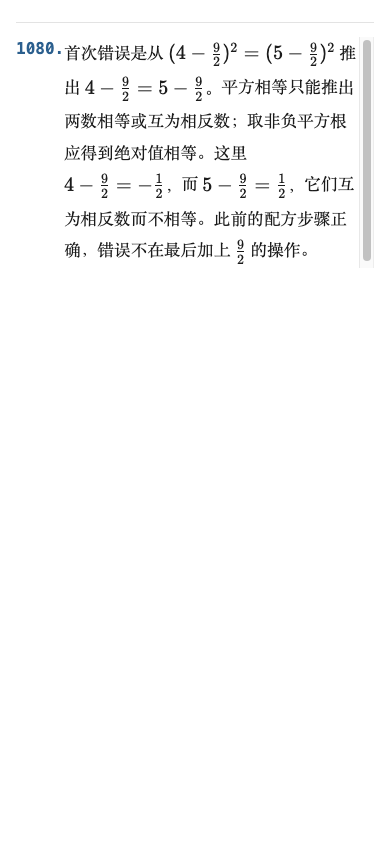 1080. 首次错误是从 (4 − 9/2)² = (5 − 9/2)² 推
出 4 − 9/2 = 5 − 9/2。平方相等只能推出
两数相等或互为相反数；取非负平方根
应得到绝对值相等。这里
4 − 9/2 = −1/2，而 5 − 9/2 = 1/2，它们互
为相反数而不相等。此前的配方步骤正
确，错误不在最后加上 9/2 的操作。